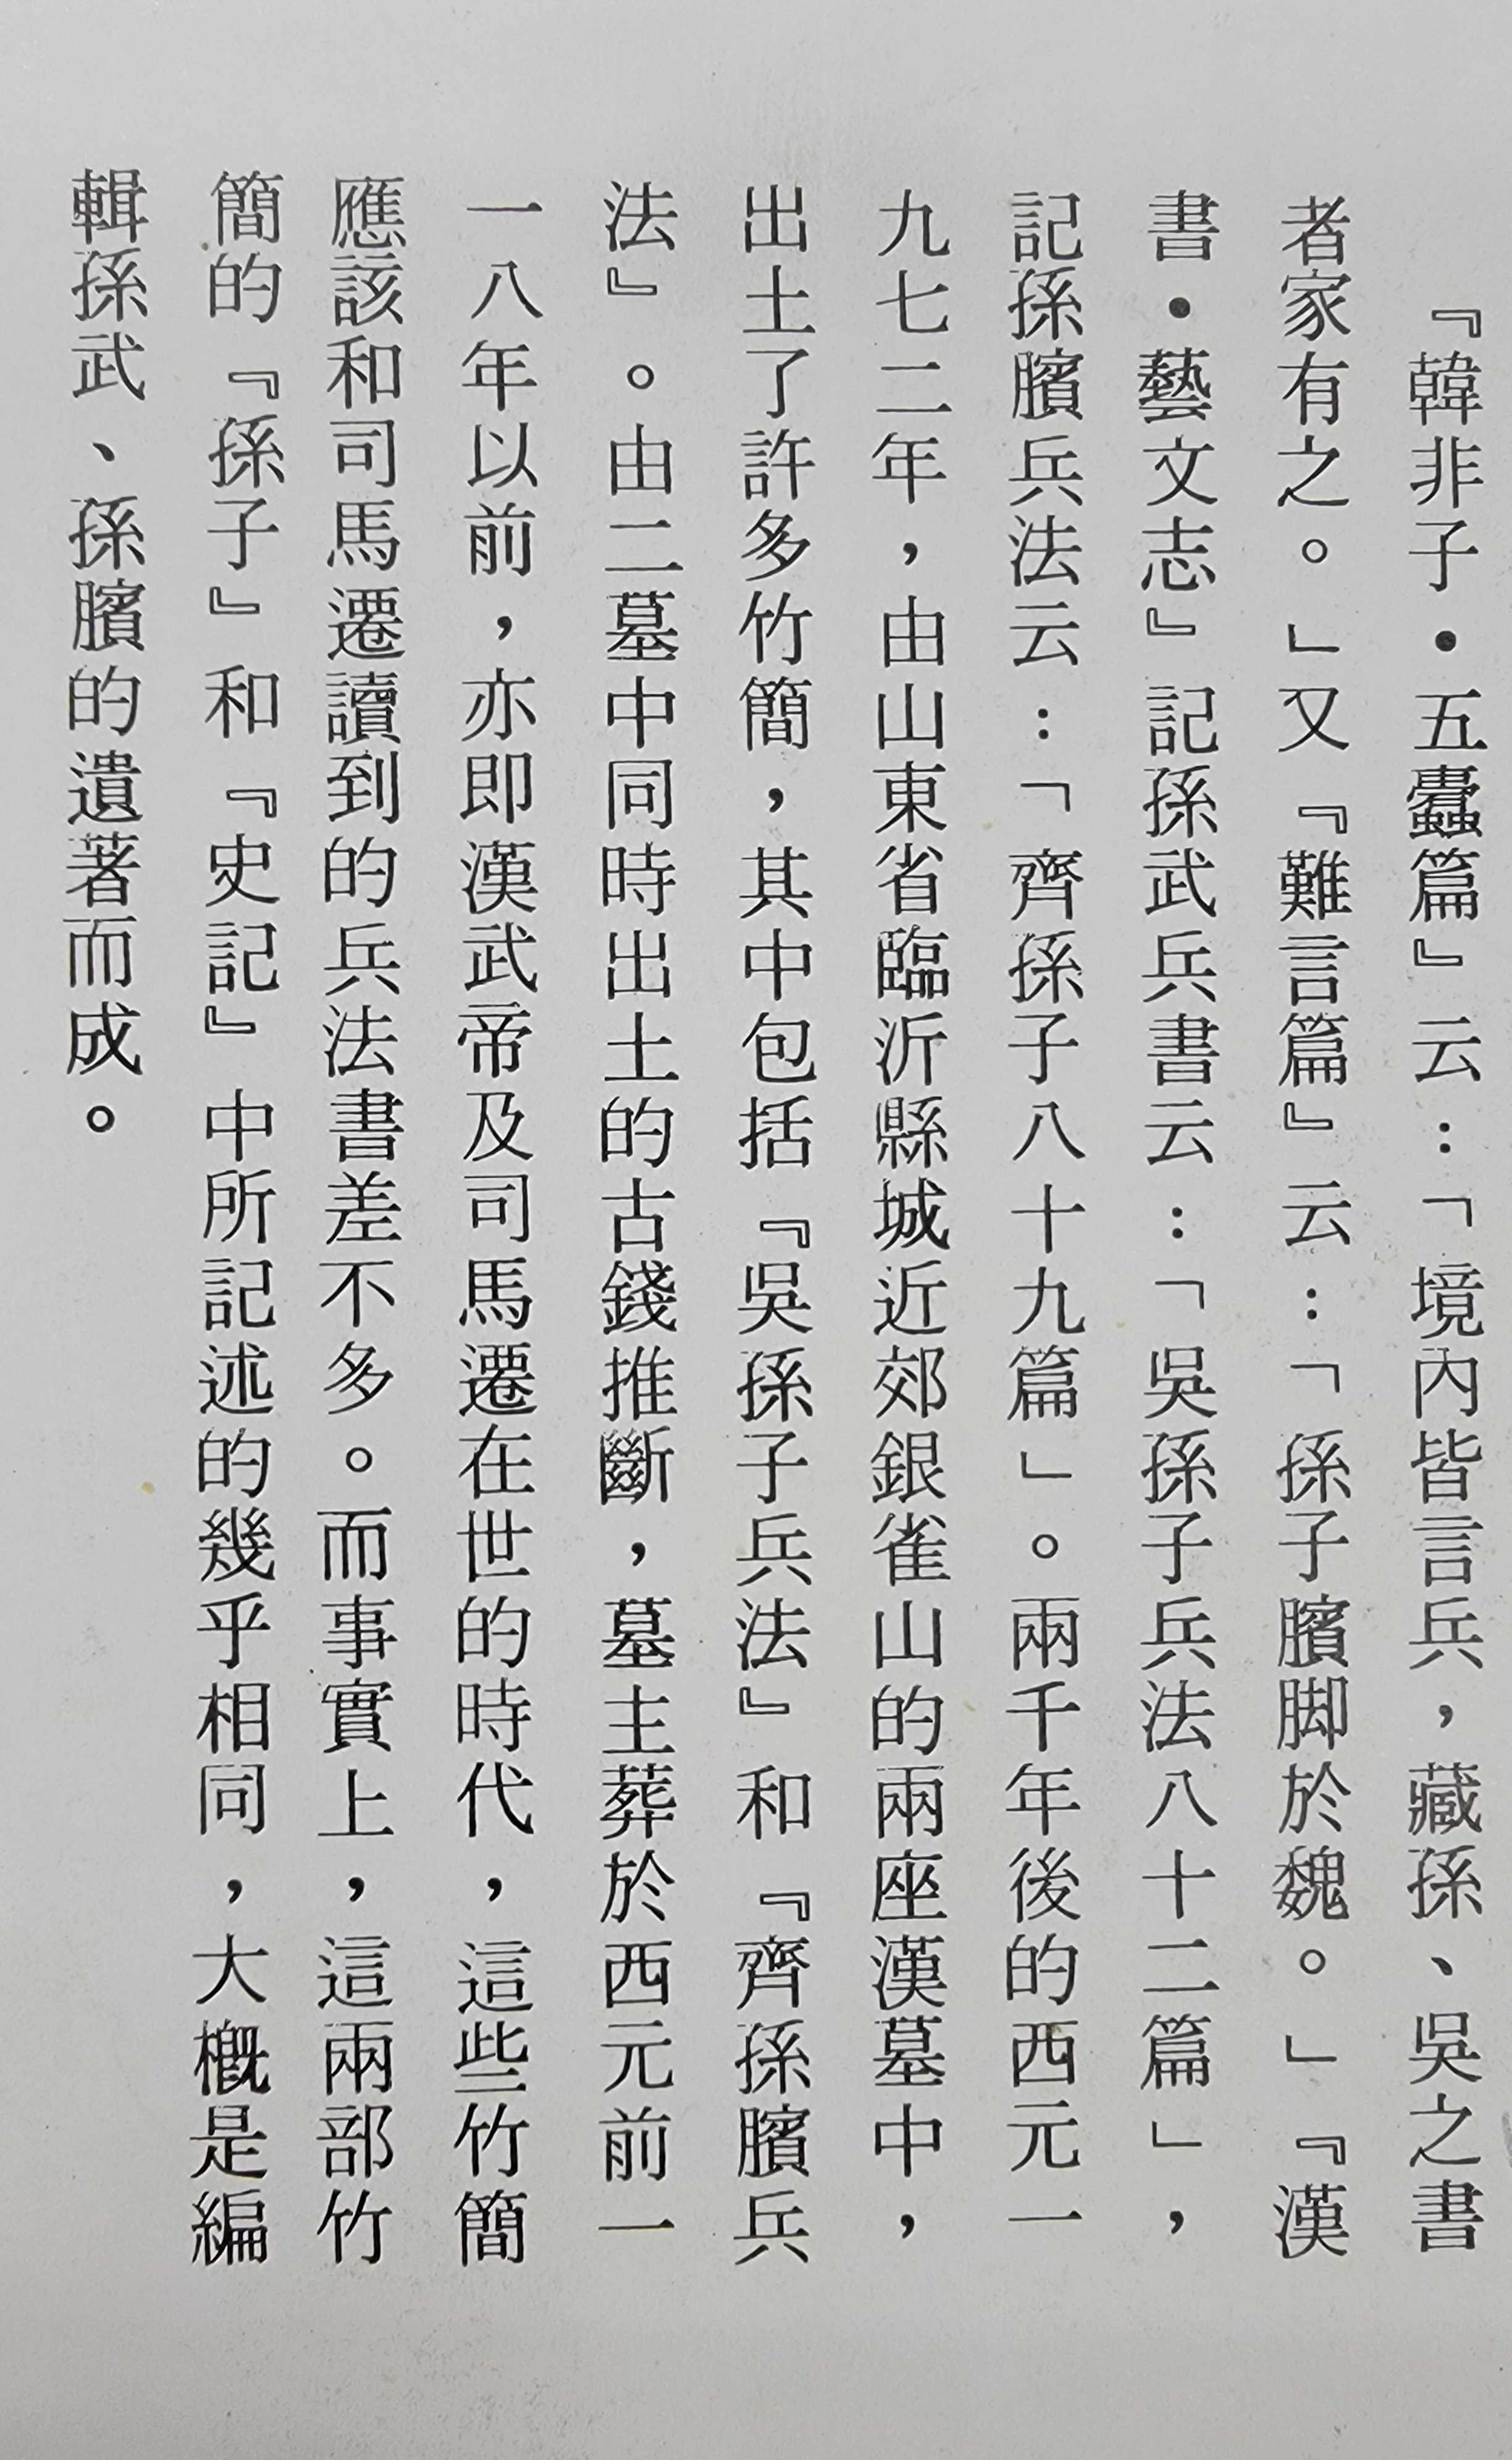 『韓非子•五蠹篇』云：「境內皆言兵，藏孫、吳之書
者家有之。」又『難言篇』云：「孫子臏脚於魏。」『漢
書•藝文志』記孫武兵書云：「吳孫子兵法八十二篇」，
記孫臏兵法云：「齊孫子八十九篇」。兩千年後的西元一
九七二年，由山東省臨沂縣城近郊銀雀山的兩座漢墓中，
出土了許多竹簡，其中包括『吳孫子兵法』和『齊孫臏兵
法』。由二墓中同時出土的古錢推斷，墓主葬於西元前一
一八年以前，亦即漢武帝及司馬遷在世的時代，這些竹簡
應該和司馬遷讀到的兵法書差不多。而事實上，這兩部竹
簡的『孫子』和『史記』中所記述的幾乎相同，大概是編
輯孫武、孫臏的遺著而成。